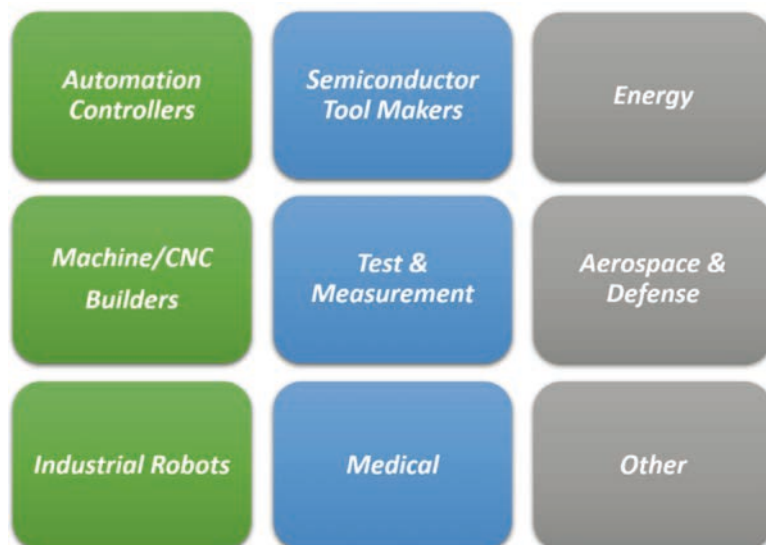 Automation
Controllers
Semiconductor
Tool Makers
Energy
Machine/CNC
Builders
Test &
Measurement
Aerospace &
Defense
Industrial Robots
Medical
Other